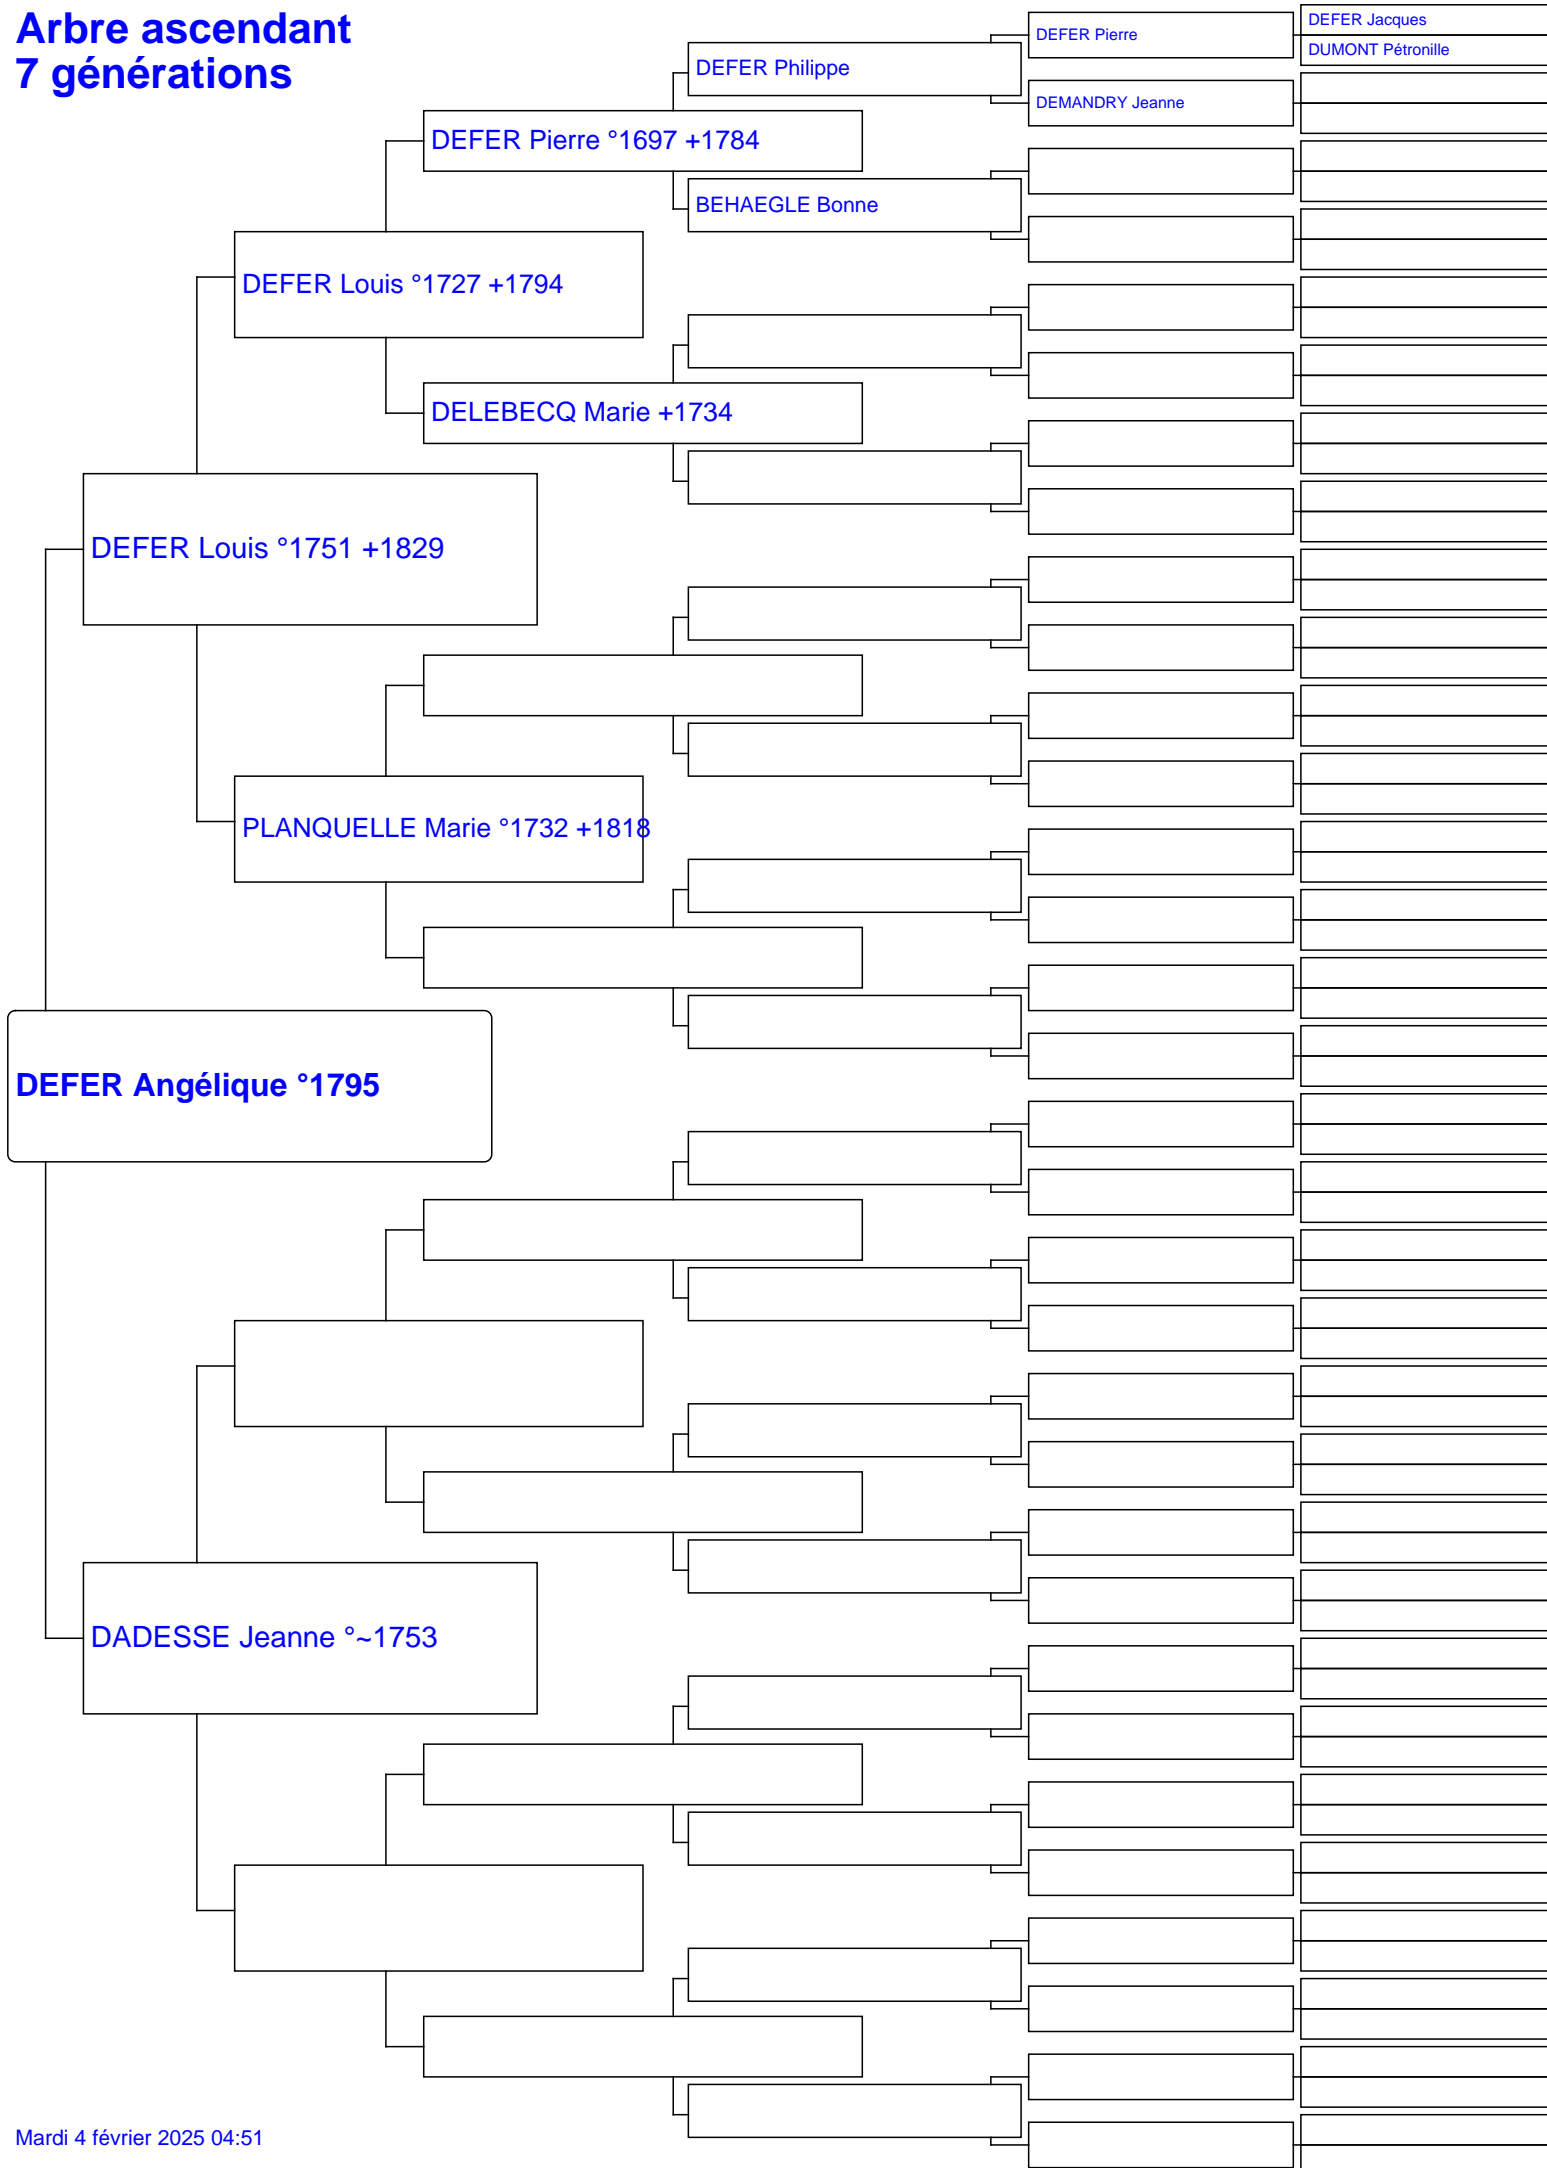 Arbre ascendant
7 générations
DEFER Jacques
DEFER Pierre
DUMONT Pétronille
DEFER Philippe
DEMANDRY Jeanne
DEFER Pierre °1697 +1784
BEHAEGLE Bonne
DEFER Louis °1727 +1794
DELEBECQ Marie +1734
DEFER Louis °1751 +1829
PLANQUELLE Marie °1732 +1818
DEFER Angélique °1795
DADESSE Jeanne °~1753
Mardi 4 février 2025 04:51